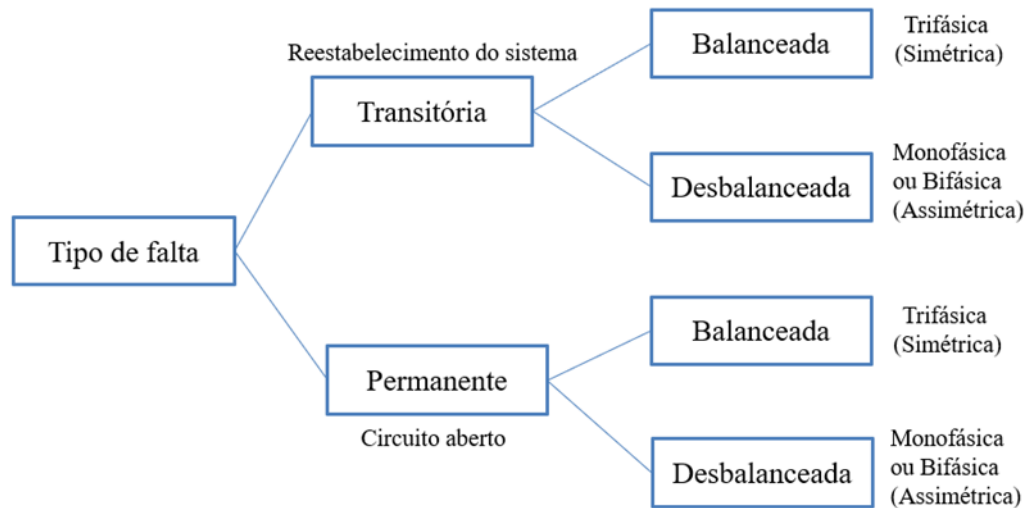 Tipo de falta
Reestabelecimento do sistema
Transitória
Balanceada
Trifásica
(Simétrica)
Desbalanceada
Monofásica
ou Bifásica
(Assimétrica)
Permanente
Circuito aberto
Balanceada
Trifásica
(Simétrica)
Desbalanceada
Monofásica
ou Bifásica
(Assimétrica)